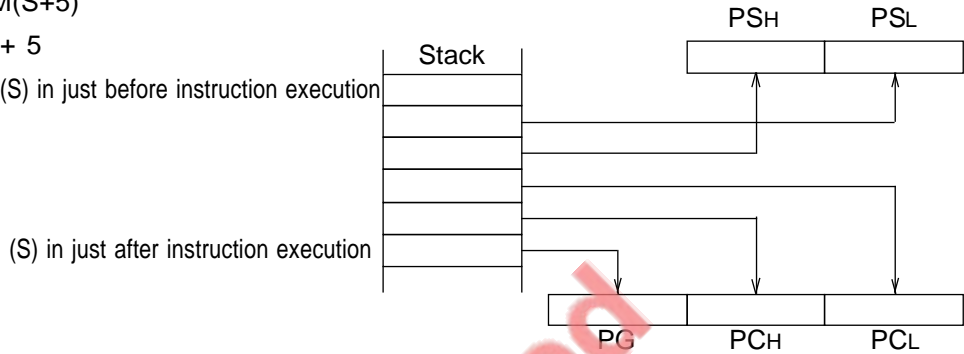 M(S+5)
+ 5
Stack
PSH PSL
(S) in just before instruction execution
(S) in just after instruction execution
PG PCH PCL